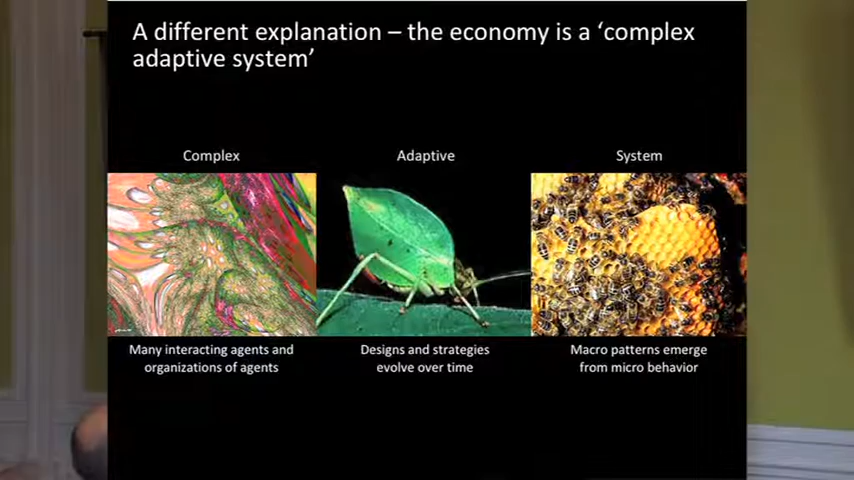 A different explanation – the economy is a ‘complex
adaptive system’
Complex
Adaptive
System
Many interacting agents and
organizations of agents
Designs and strategies
evolve over time
Macro patterns emerge
from micro behavior